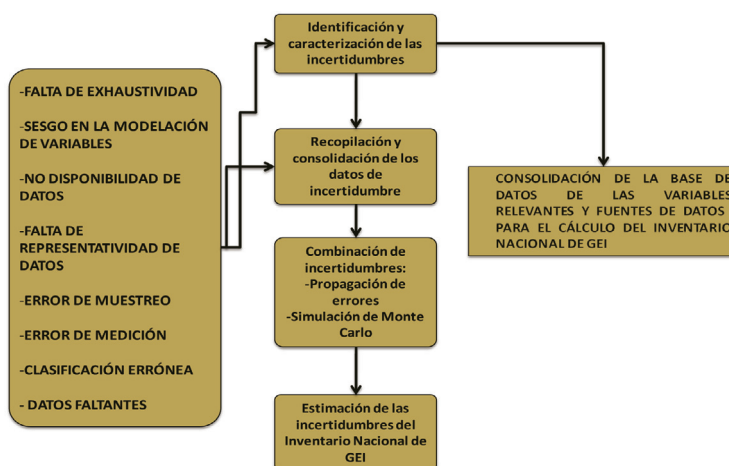 Identificación y
caracterización de las
incertidumbres
-FALTA DE EXHAUSTIVIDAD
-SESGO EN LA MODELACIÓN
DE VARIABLES
-NO DISPONIBILIDAD DE
DATOS
-FALTA DE
REPRESENTATIVIDAD DE
DATOS
-ERROR DE MUESTREO
-ERROR DE MEDICIÓN
-CLASIFICACIÓN ERRÓNEA
- DATOS FALTANTES
Recopilación y
consolidación de los
datos de
incertidumbre
CONSOLIDACIÓN DE LA BASE DE
DATOS DE LAS VARIABLES
RELEVANTES Y FUENTES DE DATOS
PARA EL CÁLCULO DEL INVENTARIO
NACIONAL DE GEI
Combinación de
incertidumbres:
-Propagación de
errores
-Simulación de Monte
Carlo
Estimación de las
incertidumbres del
Inventario Nacional de
GEI